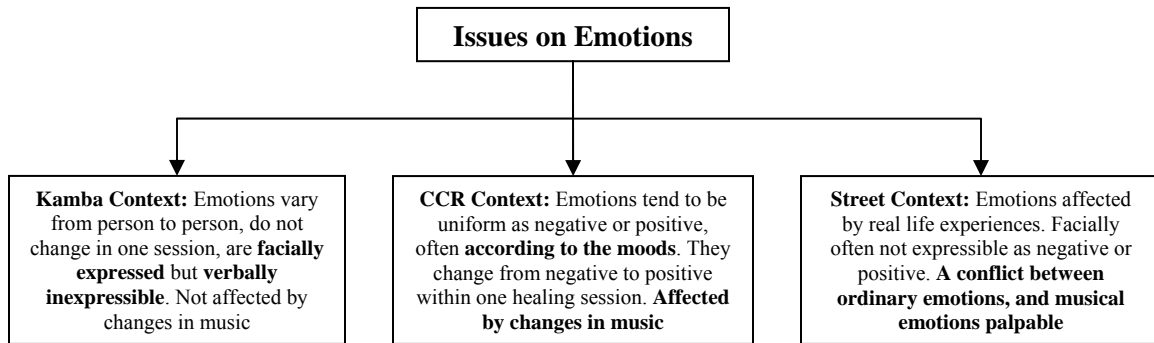 Issues on Emotions
Kamba Context: Emotions vary
from person to person, do not
change in one session, are facially
expressed but verbally
inexpressible. Not affected by
changes in music
CCR Context: Emotions tend to be
uniform as negative or positive,
often according to the moods. They
change from negative to positive
within one healing session. Affected
by changes in music
Street Context: Emotions affected
by real life experiences. Facially
often not expressible as negative or
positive. A conflict between
ordinary emotions, and musical
emotions palpable